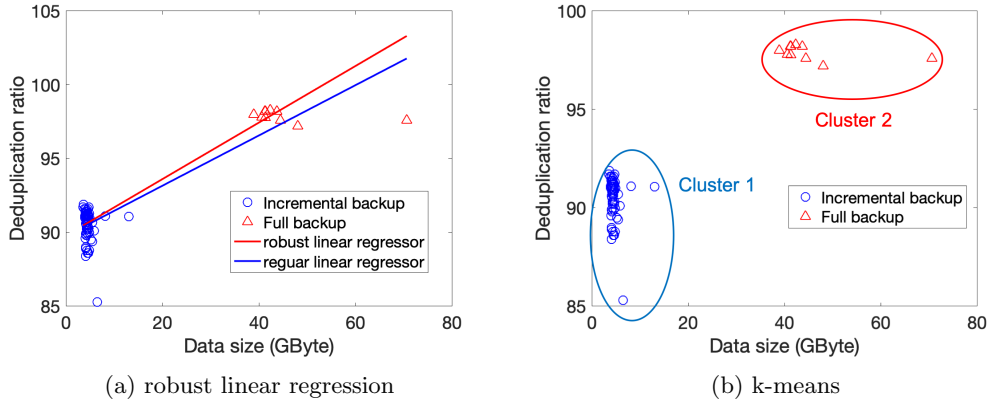 105
100
95
90
85
0
20
40
60
80
Deduplication ratio
Data size (GByte)
Incremental backup
Full backup
robust linear regressor
reguar linear regressor
(a) robust linear regression
100
95
90
85
0
20
40
60
80
Deduplication ratio
Data size (GByte)
Cluster 2
Cluster 1
Incremental backup
Full backup
(b) k-means